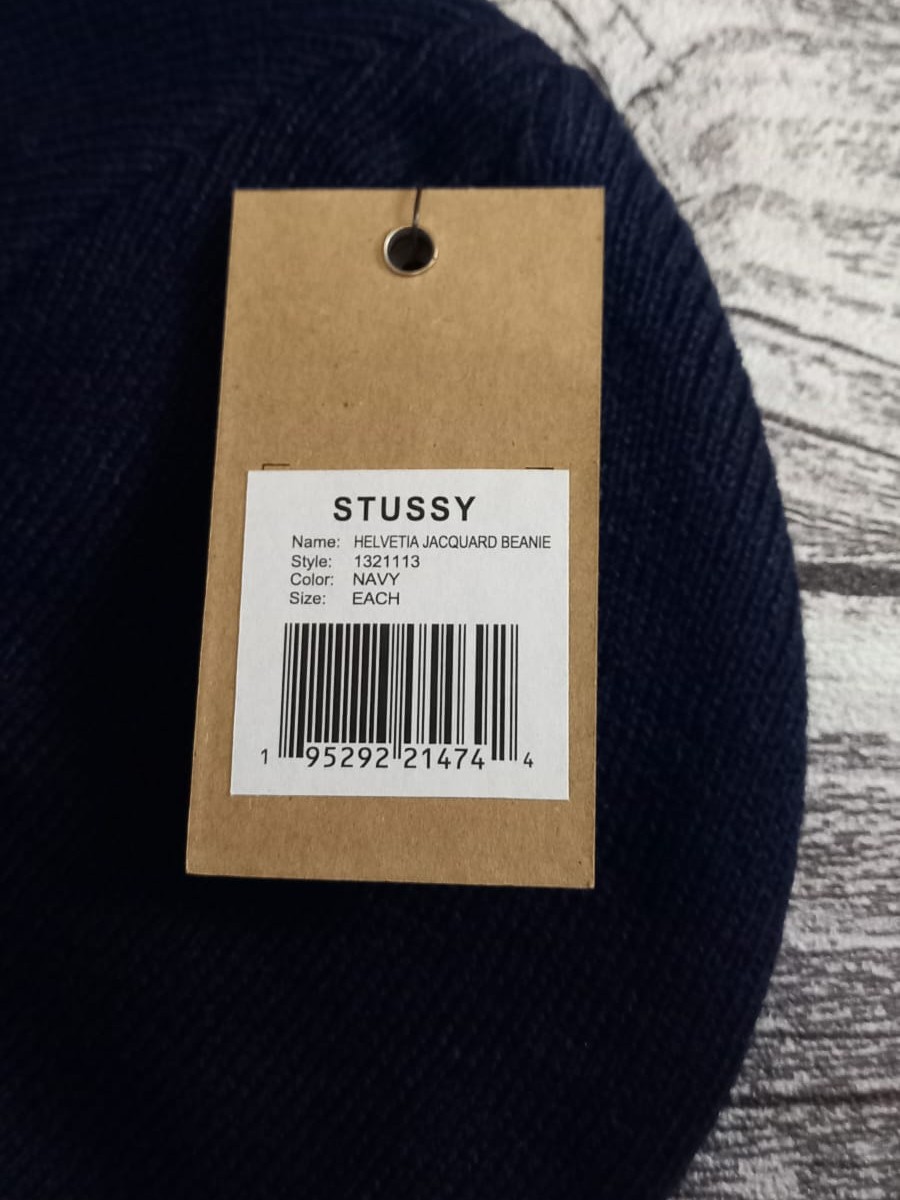 STUSSY
Name: HELVETIA JACQUARD BEANIE
Style: 1321113
Color: NAVY
Size: EACH
1 95292 21474 4